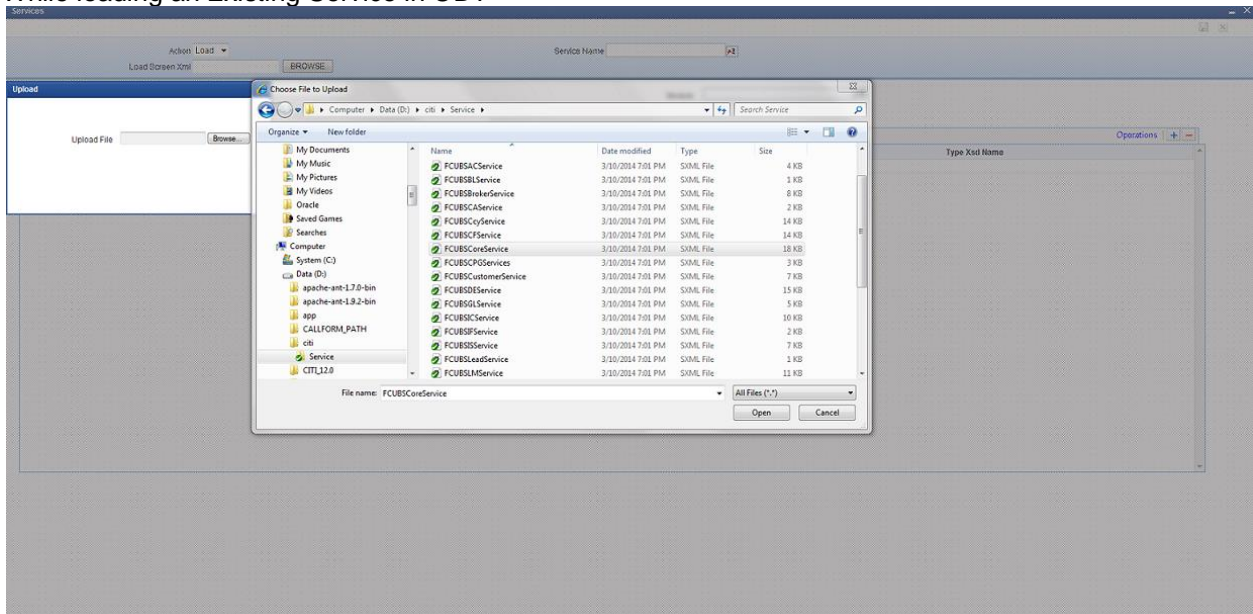 While loading an Existing Service in ODT
Services
Action Load
Service Name
Load Screen Xml BROWSE
Upload
Upload File Browse...
Choose File to Upload
Computer Data (D:) citi Service
Search Service
Organize New folder
My Documents
My Music
My Pictures
My Videos
Oracle
Saved Games
Searches
Computer
System (C:)
Data (D:)
apache-ant-1.7.0-bin
apache-ant-1.9.2-bin
app
CALLFORM_PATH
citi
Service
CITI_12.0
Name Date modified Type Size
FCUBSACService 3/10/2014 7:01 PM SXML File 4 KB
FCUBSBLService 3/10/2014 7:01 PM SXML File 1 KB
FCUBSBrokerService 3/10/2014 7:01 PM SXML File 8 KB
FCUBSCAService 3/10/2014 7:01 PM SXML File 2 KB
FCUBSCcyService 3/10/2014 7:01 PM SXML File 14 KB
FCUBSCFService 3/10/2014 7:01 PM SXML File 14 KB
FCUBSCoreService 3/10/2014 7:01 PM SXML File 18 KB
FCUBSCPGServices 3/10/2014 7:01 PM SXML File 3 KB
FCUBSCustomerService 3/10/2014 7:01 PM SXML File 7 KB
FCUBSDEService 3/10/2014 7:01 PM SXML File 15 KB
FCUBSGLService 3/10/2014 7:01 PM SXML File 5 KB
FCUBSICService 3/10/2014 7:01 PM SXML File 10 KB
FCUBSIFService 3/10/2014 7:01 PM SXML File 2 KB
FCUBSISService 3/10/2014 7:01 PM SXML File 7 KB
FCUBSLeadService 3/10/2014 7:01 PM SXML File 1 KB
FCUBSLMService 3/10/2014 7:01 PM SXML File 11 KB
File name: FCUBSCoreService All Files (*.*)
Open Cancel
Operations + -
Type Xsd Name